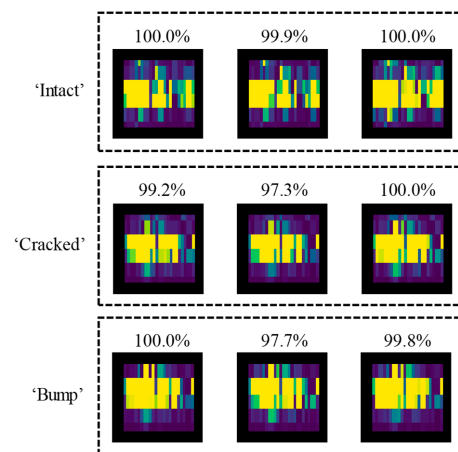 100.0% 99.9% 100.0%
‘Intact’
99.2% 97.3% 100.0%
‘Cracked’
100.0% 97.7% 99.8%
‘Bump’